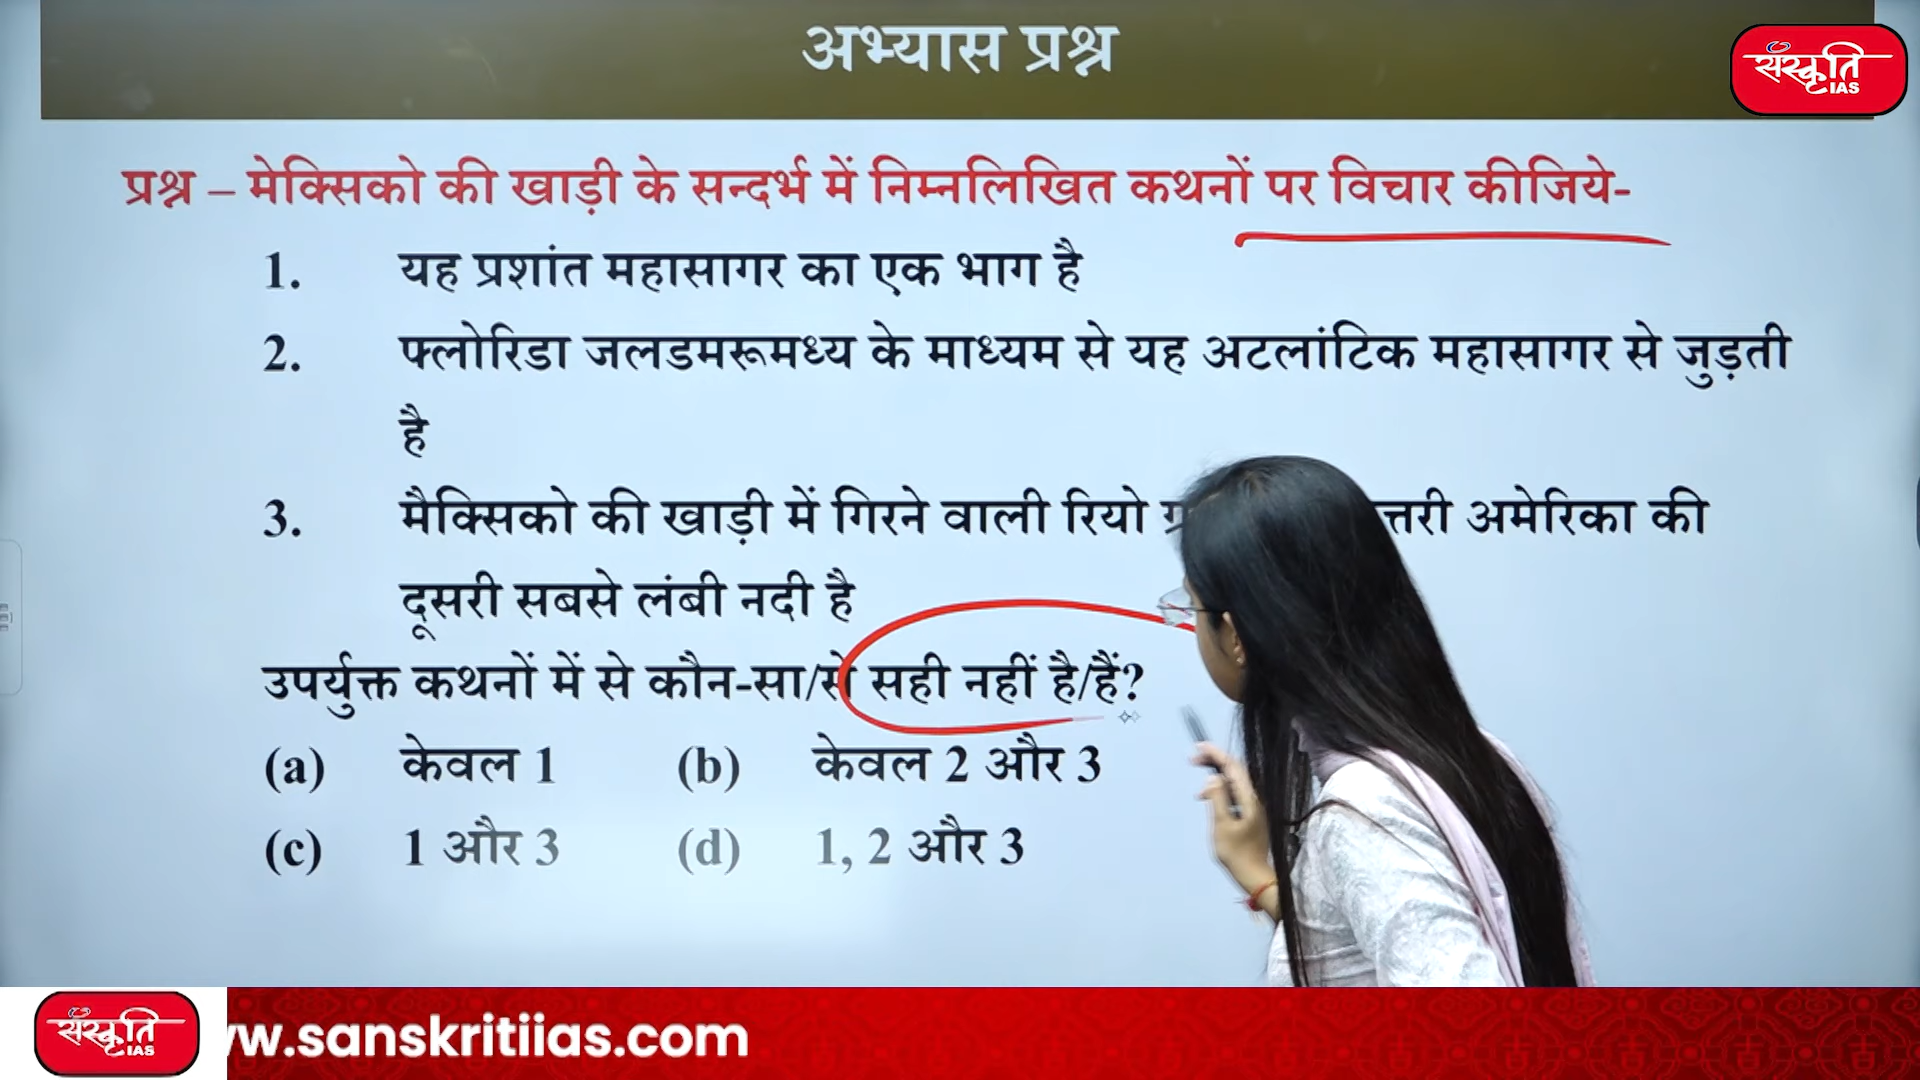 अभ्यास प्रश्न
संस्कृति
IAS
प्रश्न – मेक्सिको की खाड़ी के सन्दर्भ में निम्नलिखित कथनों पर विचार कीजिये-
1. यह प्रशांत महासागर का एक भाग है
2. फ्लोरिडा जलडमरूमध्य के माध्यम से यह अटलांटिक महासागर से जुड़ती
है
3. मैक्सिको की खाड़ी में गिरने वाली रियो अमेरिका की
दूसरी सबसे लंबी नदी है
उपर्युक्त कथनों में से कौन-सा/से सही नहीं है/हैं?
(a) केवल 1 (b) केवल 2 और 3
(c) 1 और 3 (d) 1, 2 और 3
संस्कृति
IAS
www.sanskritiias.com